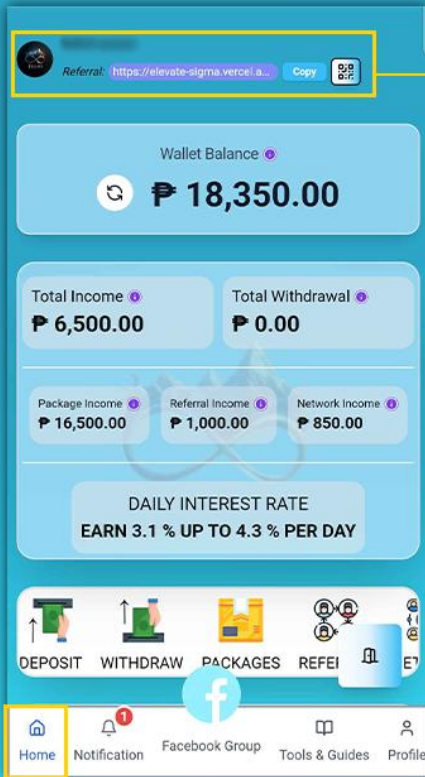 Referral: https://elevate-sigma.vercel.a... Copy
Wallet Balance
₱ 18,350.00
Total Income Total Withdrawal
₱ 6,500.00 ₱ 0.00
Package Income Referral Income Network Income
₱ 16,500.00 ₱ 1,000.00 ₱ 850.00
DAILY INTEREST RATE
EARN 3.1 % UP TO 4.3 % PER DAY
DEPOSIT WITHDRAW PACKAGES REFE
1
Home Notification Facebook Group Tools & Guides Profile